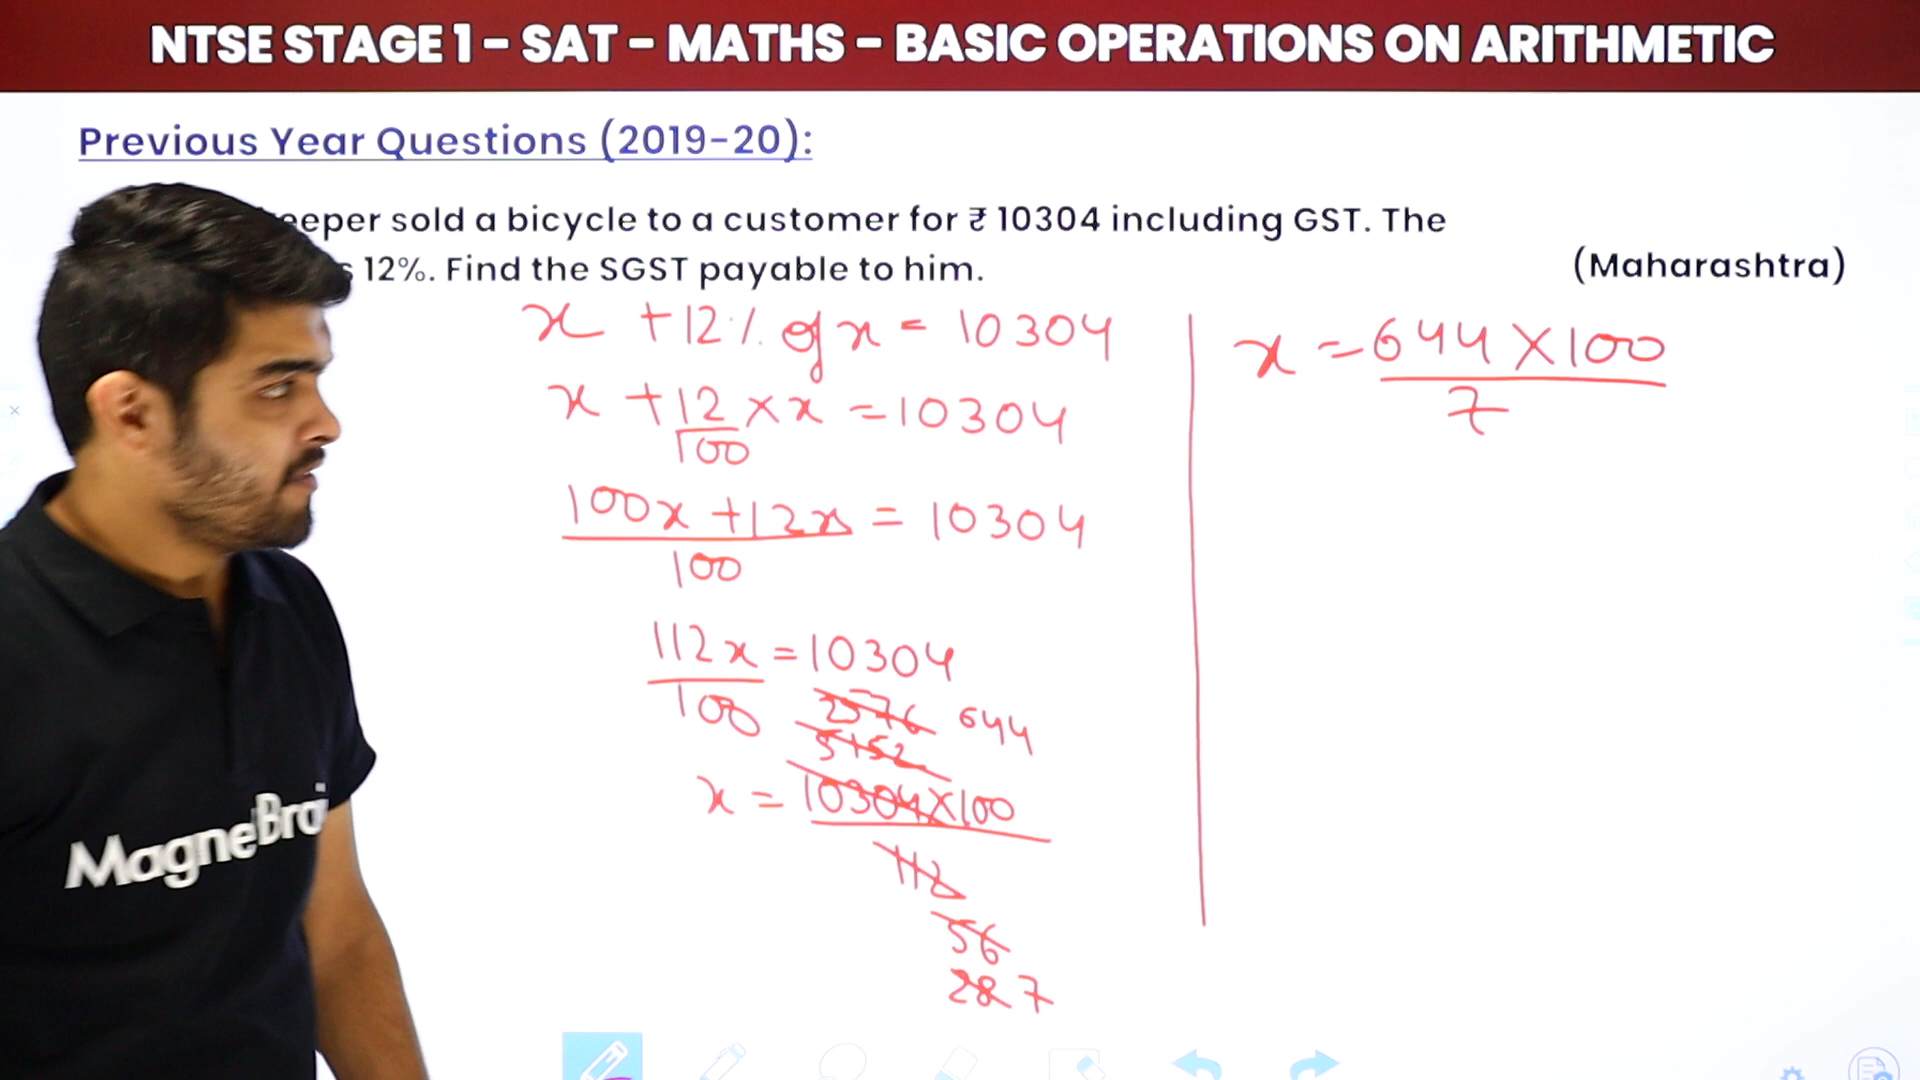 NTSE STAGE 1 - SAT - MATHS - BASIC OPERATIONS ON ARITHMETIC
Previous Year Questions (2019-20):
eeper sold a bicycle to a customer for ₹ 10304 including GST. The
s 12%. Find the SGST payable to him.
(Maharashtra)
x + 12% of x = 10304
x + 12/100 × x = 10304
100x + 12x / 100 = 10304
112x / 100 = 10304
2576 644
5152
x = 10304 × 100 / 112
56
28 7
x = 644 × 100 / 7
MagneBra